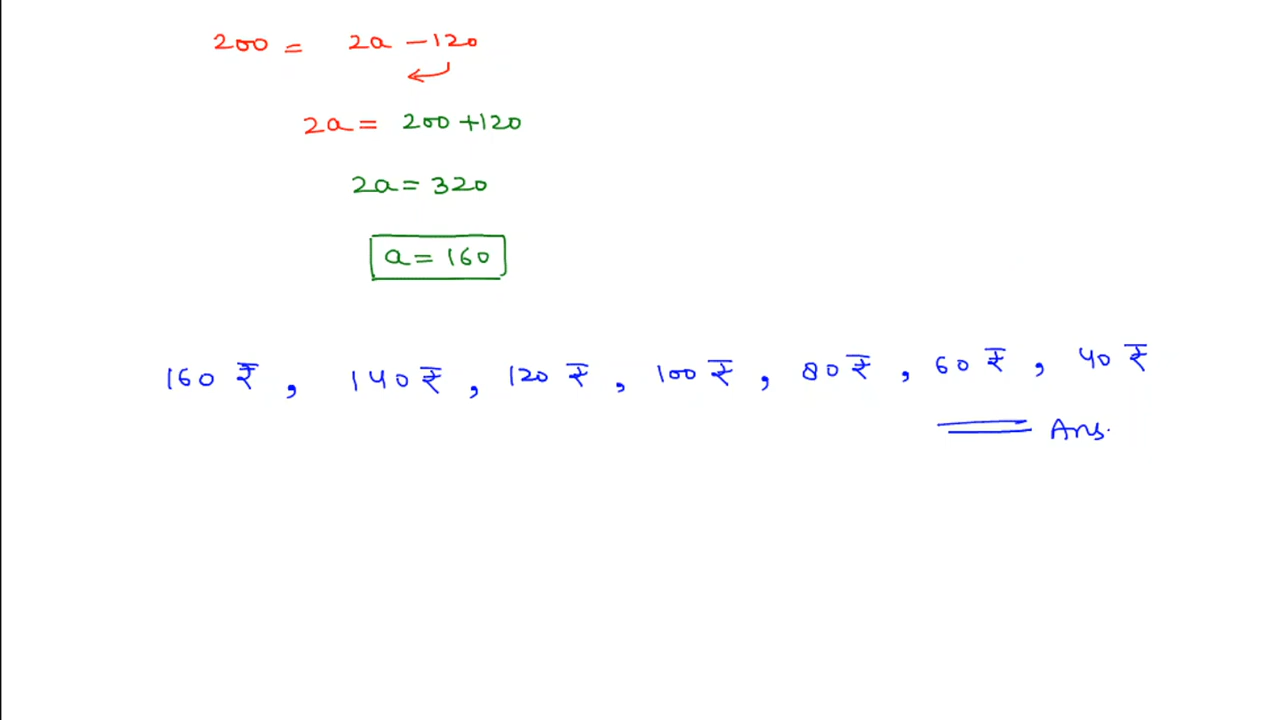 200 = 2a - 120
2a = 200 + 120
2a = 320
a = 160
160 ₹, 140 ₹, 120 ₹, 100 ₹, 80 ₹, 60 ₹, 40 ₹
Ans.